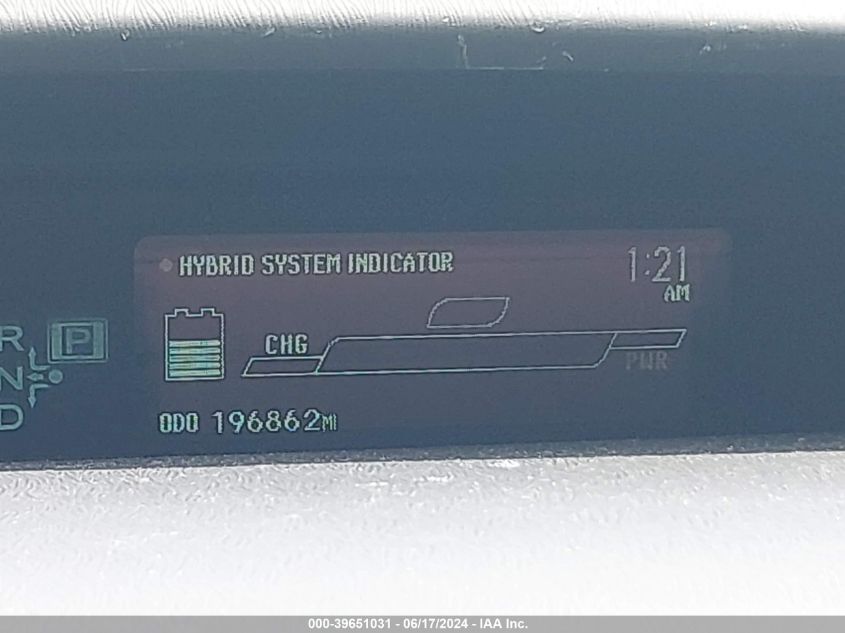 HYBRID SYSTEM INDICATOR
1:21
AM
CHG
PWR
R
P
N
D
ODO 196862MI
000-39651031 - 06/17/2024 - IAA Inc.